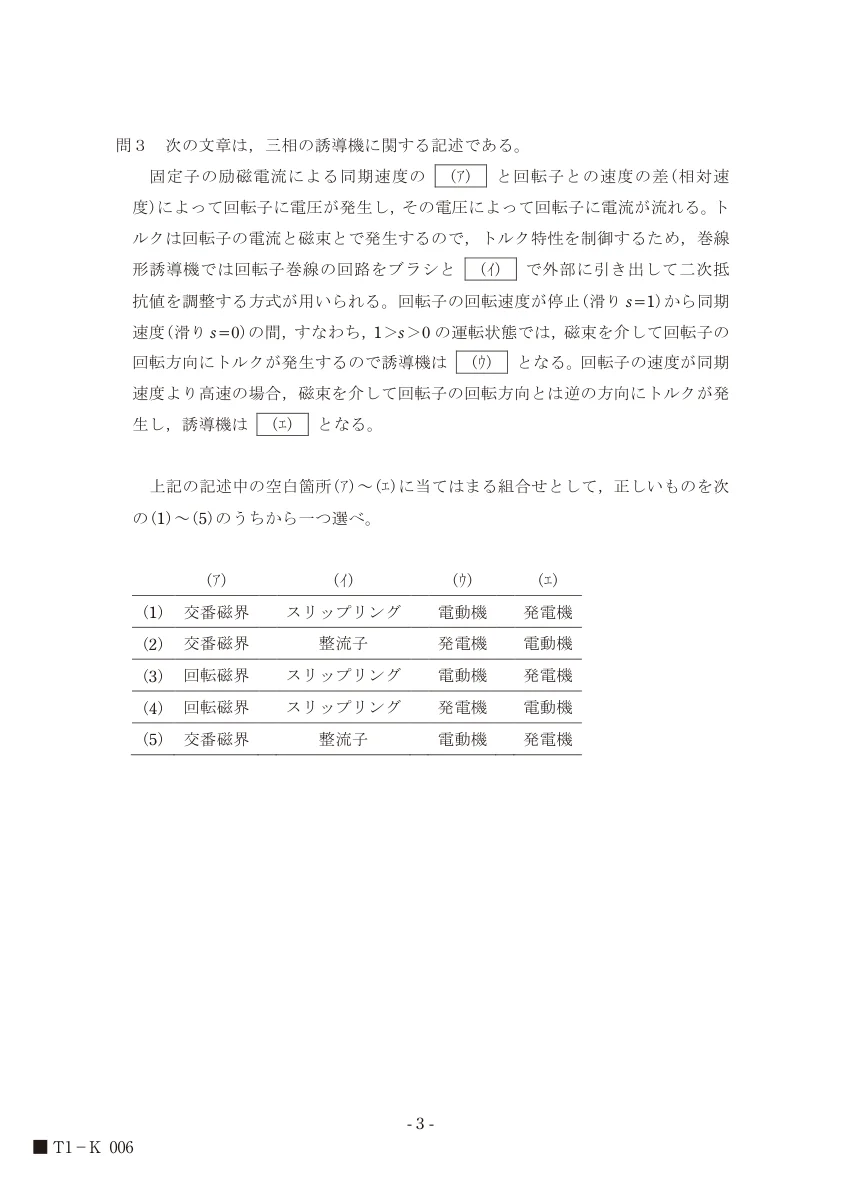 問３　次の文章は，三相の誘導機に関する記述である。
固定子の励磁電流による同期速度の (ｱ) と回転子との速度の差(相対速
度)によって回転子に電圧が発生し，その電圧によって回転子に電流が流れる。ト
ルクは回転子の電流と磁束とで発生するので，トルク特性を制御するため，巻線
形誘導機では回転子巻線の回路をブラシと (ｲ) で外部に引き出して二次抵
抗値を調整する方式が用いられる。回転子の回転速度が停止(滑り s=1)から同期
速度(滑り s=0)の間，すなわち，1＞s＞0 の運転状態では，磁束を介して回転子の
回転方向にトルクが発生するので誘導機は (ｳ) となる。回転子の速度が同期
速度より高速の場合，磁束を介して回転子の回転方向とは逆の方向にトルクが発
生し，誘導機は (ｴ) となる。
上記の記述中の空白箇所(ｱ)～(ｴ)に当てはまる組合せとして，正しいものを次
の(1)～(5)のうちから一つ選べ。
(ｱ) (ｲ) (ｳ) (ｴ)
(1) 交番磁界 スリップリング 電動機 発電機
(2) 交番磁界 整流子 発電機 電動機
(3) 回転磁界 スリップリング 電動機 発電機
(4) 回転磁界 スリップリング 発電機 電動機
(5) 交番磁界 整流子 電動機 発電機
- 3 -
■ T1－K 006